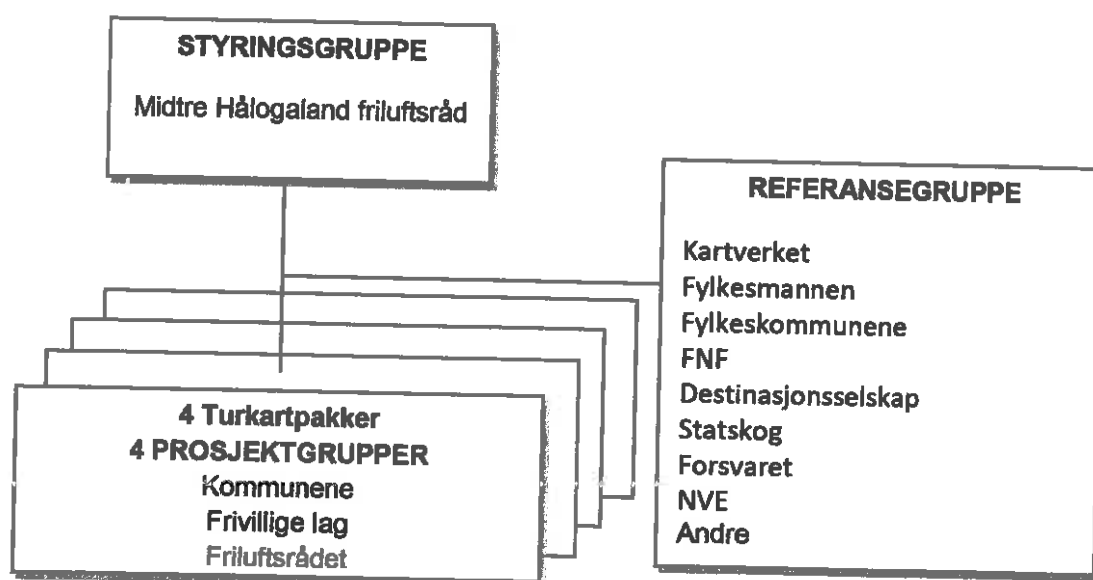 STYRINGSGRUPPE
Midtre Hålogaland friluftsråd
REFERANSEGRUPPE
Kartverket
Fylkesmannen
Fylkeskommunene
FNF
Destinasjonsselskap
Statskog
Forsvaret
NVE
Andre
4 Turkartpakker
4 PROSJEKTGRUPPER
Kommunene
Frivillige lag
Friluftsrådet